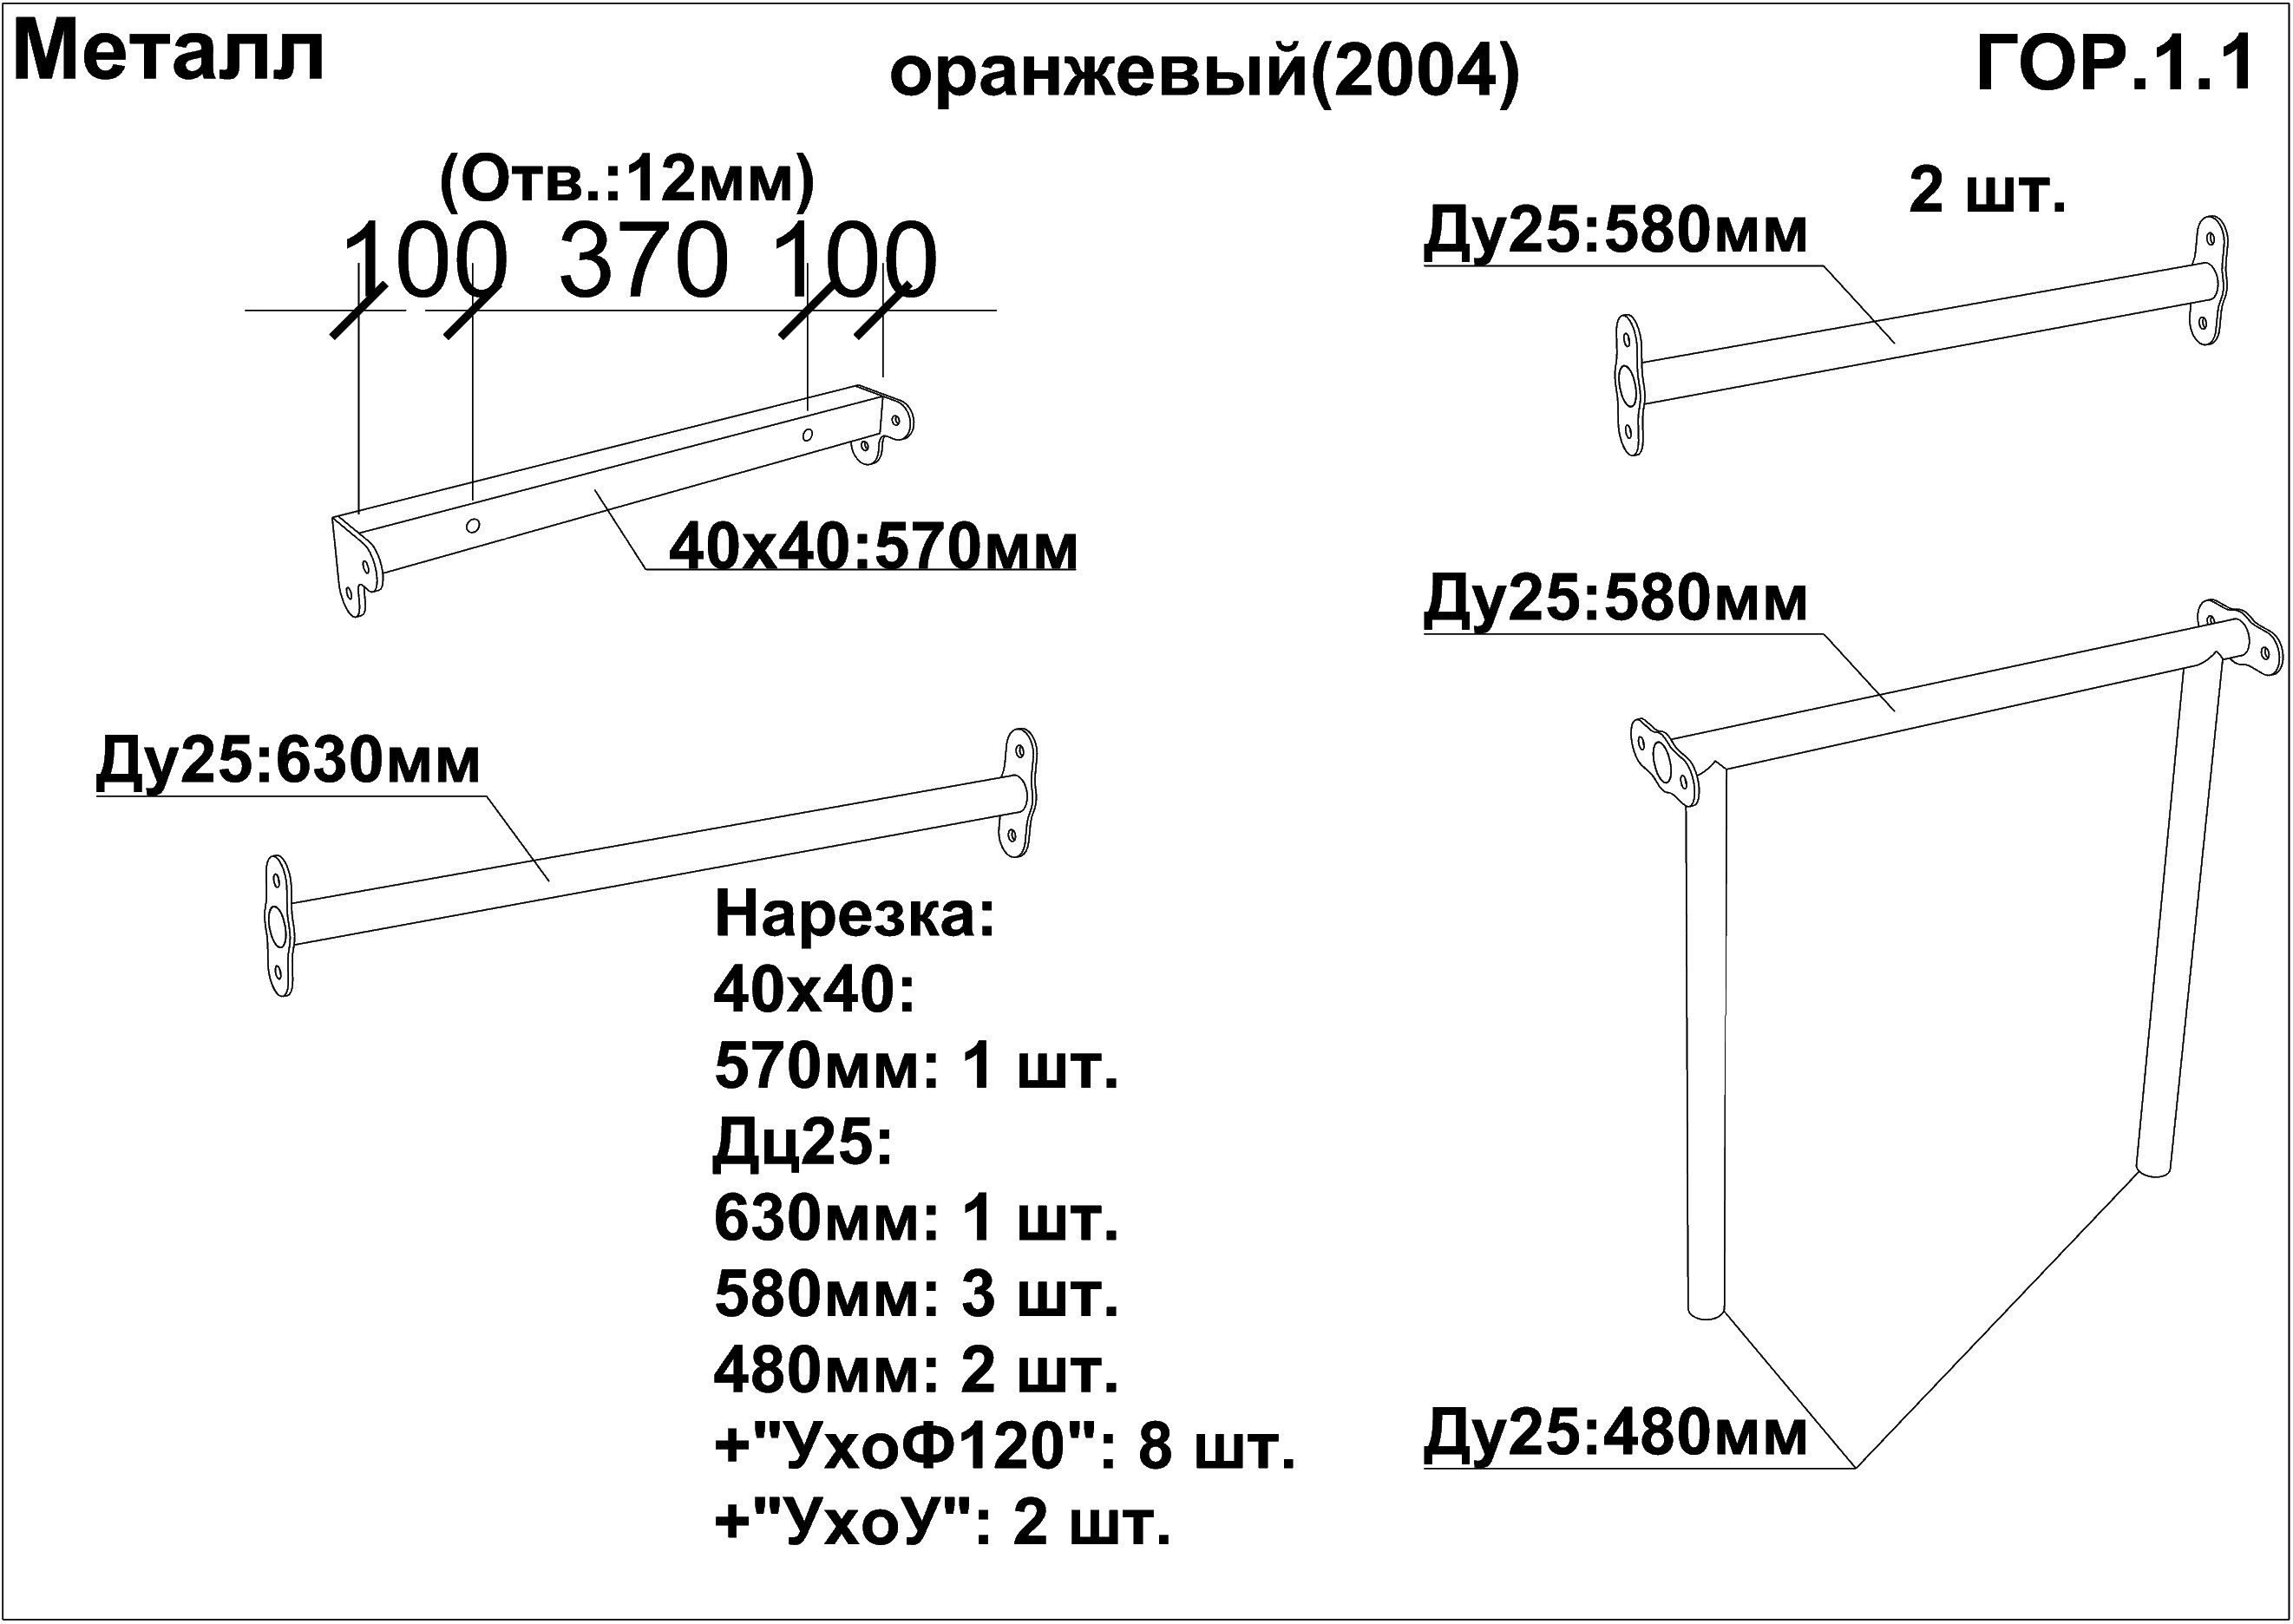 Металл
оранжевый(2004)
ГОР.1.1
(Отв.:12мм)
100 370 100
40х40:570мм
2 шт.
Ду25:580мм
Ду25:580мм
Ду25:630мм
Нарезка:
40х40:
570мм: 1 шт.
Дц25:
630мм: 1 шт.
580мм: 3 шт.
480мм: 2 шт.
+"УхоФ120": 8 шт.
+"УхоУ": 2 шт.
Ду25:480мм